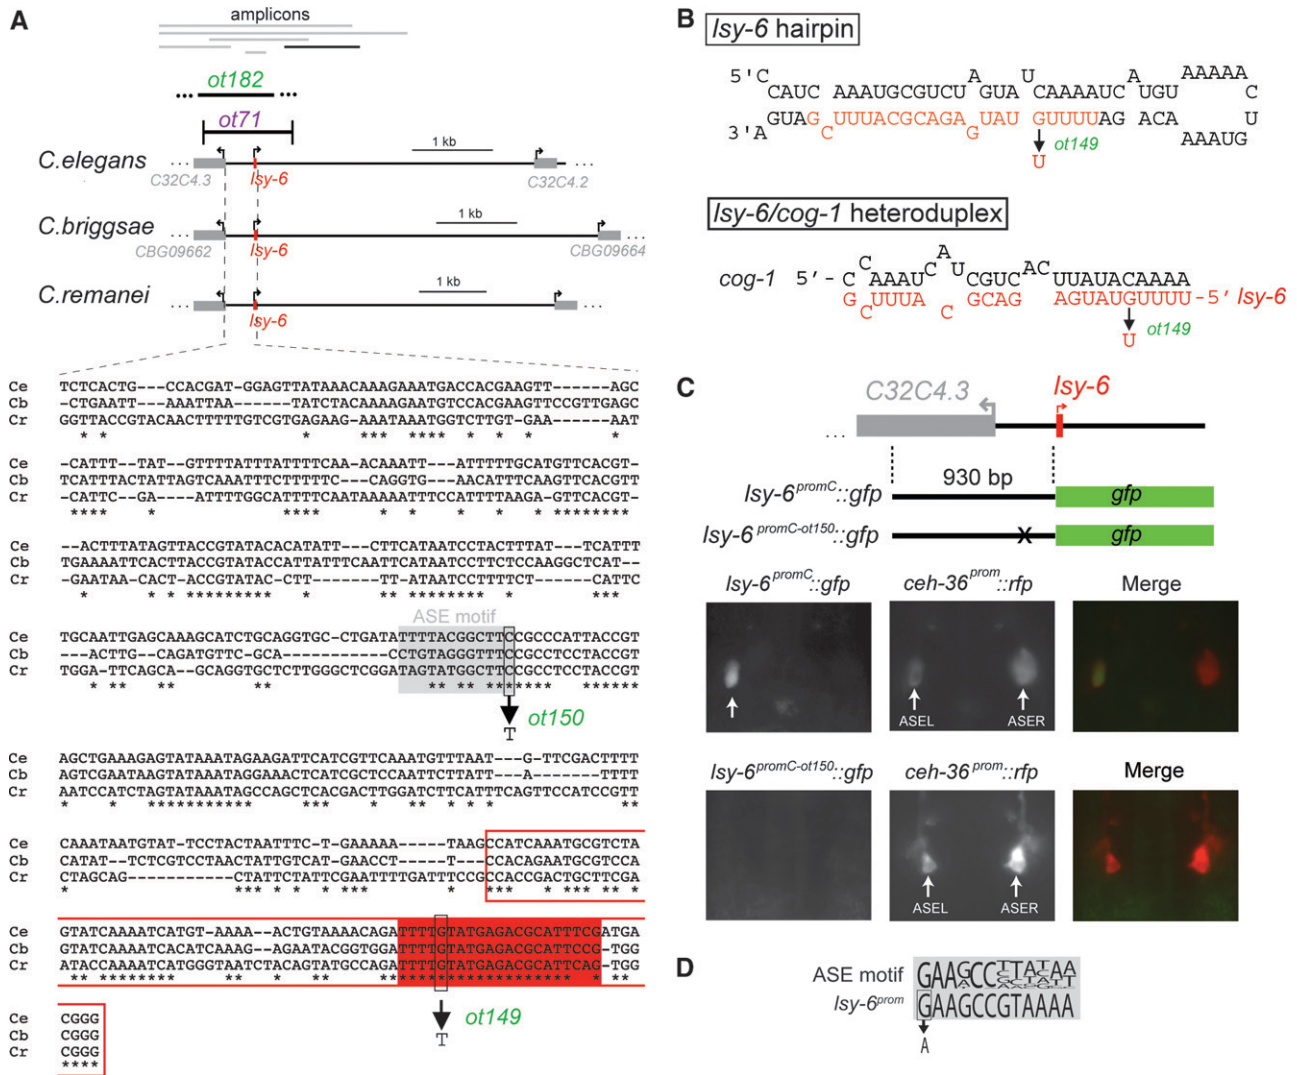 A
amplicons
ot182
ot71
1 kb
C.elegans
C32C4.3
lsy-6
C32C4.2
1 kb
C.briggsae
CBG09662
lsy-6
CBG09664
1 kb
C.remanei
lsy-6
Ce TCTCACTG---CCACGAT-GGAGTTATAAACAAAGAAATGACCACGAAGTT------AGC
Cb -CTGAATT---AAATTAA-------TATCTACAAAAGAATGTCCACGAAGTTCCGTTGAGC
Cr GGTTACCGTACAACTTTTTGTCGTGAGAAG-AAATAAATGGTCTTGT-GAA------AAT
Ce -CATTT--TAT-GTTTTATTTATTTTCAA-ACAAATT--ATTTTTGCATGTTCACGT-
Cb TCATTTACTATTAGTCAAATTTCTTTTTC---CAGGTG--AACATTTCAAGTTCACGTT
Cr -CATTC--GA---ATTTTGGCATTTTCAATAAAAAATTTCCATTTTAAGA-GTTCACGT-
Ce --ACTTTATAGTTACCGTATACACATATT---CTTCATAATCCTACTTTAT---TCATTT
Cb TGAAAATTCACTTACCGTATACCATATTTCAATTCATAATCTCCAAGGCTCAT--------
Cr -GAATAA-CACT-ACCGTATAC-CTT-------TT-ATAATCCTTTTCT------CATTC
ASE motif
Ce TGCAATTGAGCAAAGCATCTGCAGGTGCC-CTGATATTTTACGGCTTCCGCCCATTACCGT
Cb --ACTTG--CAGATGTTC-GCA-----------CCTGTAGGGTTTCCGCCTCCTACCGT
Cr TGGA-TTCAGCA-GCAGGTGCTCTTGGGCTCGGATAGTATGGCTTCCGCCTCCTACCGT
ot150
T
Ce AGCTGAAAGAGTATAAATAGAAGATTCATCGTTCAAATGTTTAAT---G-TTCGACTTTT
Cb AGTCGAATAAGTATAAATAGGAAACTCATCGCTCCAATTCTTATT---A-------TTTT
Cr AATCCATCTAGTATAAATAGCCAGCTCACGACTTGGATCTTCATTTCAGTTCCATCCGTT
Ce CAAATAATGTAT-TCCTACTAATTTC-T-GAAAAA-----TAAGCCATCAAATGCGTCTA
Cb CATAT--TCTCGTCCTAACTATTGTCAT-GAACCT-----T---CCACAGAATGCGTCCA
Cr CTAGCAG-----------CTATTCTATTCGAATTTTGATTTCCGCCACCGACTGCTTCGA
Ce GTATCAAAATCATGT-AAAA--ACTGTAAAACAGATTTTGTATGAGACGCATTTCGATGA
Cb GTATCAAAATCACATCAAAG--AGAATACGGTGGATTTTGTATGAGACGCATTCCG-TGG
Cr ATACCAAAATCATGGGTAATCTACAGTATGCCAGATTTTGTATGAGACGCATTCAG-TGG
ot149
T
Ce CGGG
Cb CGGG
Cr CGGG
B
lsy-6 hairpin
5'C
CAUC AAAUGCGUCU A GUA U CAAAAUC A UGU AAAAA C
3'A
GUAG C UUUACGCAGA G UAU GUUUUAG ACA AAAUG U
ot149
U
lsy-6/cog-1 heteroduplex
cog-1 5'- C C AAAU C A U CGUC AC UUAUACAAAA
G C UUUA C GCAG AGUAUGUUUU-5' lsy-6
ot149
U
C
C32C4.3
lsy-6
930 bp
lsy-6promC::gfp
gfp
lsy-6promC-ot150::gfp
X
gfp
lsy-6promC::gfp
ceh-36prom::rfp
Merge
ASEL
ASER
lsy-6promC-ot150::gfp
ceh-36prom::rfp
Merge
ASEL
ASER
D
ASE motif
lsy-6prom GAAGCCGTAAAA
A